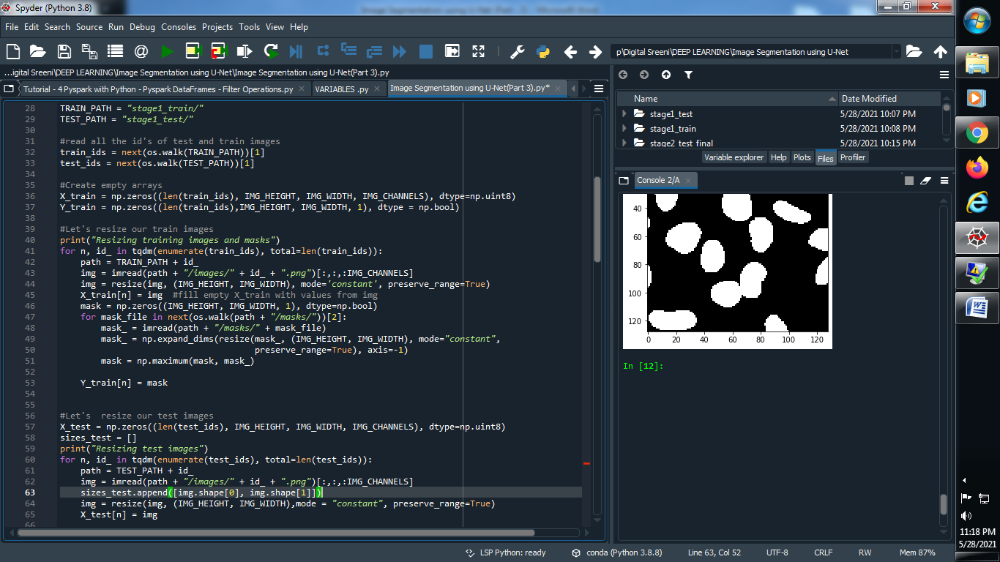 Spyder (Python 3.8)
File Edit Search Source Run Debug Consoles Projects Tools View Help
p\Digital Sreeni\DEEP LEARNING\Image Segmentation using U-Net
...igital Sreeni\DEEP LEARNING\Image Segmentation using U-Net\Image Segmentation using U-Net(Part 3).py
Tutorial - 4 Pyspark with Python - Pyspark DataFrames - Filter Operations.py VARIABLES .py Image Segmentation using U-Net(Part 3).py*
28 TRAIN_PATH = "stage1_train/"
29 TEST_PATH = "stage1_test/"
30
31 #read all the id's of test and train images
32 train_ids = next(os.walk(TRAIN_PATH))[1]
33 test_ids = next(os.walk(TEST_PATH))[1]
34
35 #Create empty arrays
36 X_train = np.zeros((len(train_ids), IMG_HEIGHT, IMG_WIDTH, IMG_CHANNELS), dtype=np.uint8)
37 Y_train = np.zeros((len(train_ids),IMG_HEIGHT, IMG_WIDTH, 1), dtype = np.bool)
38
39 #Let's resize our train images
40 print("Resizing training images and masks")
41 for n, id_ in tqdm(enumerate(train_ids), total=len(train_ids)):
42 path = TRAIN_PATH + id_
43 img = imread(path + "/images/" + id_ + ".png")[:,:,:IMG_CHANNELS]
44 img = resize(img, (IMG_HEIGHT, IMG_WIDTH), mode='constant', preserve_range=True)
45 X_train[n] = img #fill empty X_train with values from img
46 mask = np.zeros((IMG_HEIGHT, IMG_WIDTH, 1), dtype=np.bool)
47 for mask_file in next(os.walk(path + "/masks/"))[2]:
48 mask_ = imread(path + "/masks/" + mask_file)
49 mask_ = np.expand_dims(resize(mask_, (IMG_HEIGHT, IMG_WIDTH), mode="constant",
50 preserve_range=True), axis=-1)
51 mask = np.maximum(mask, mask_)
52
53 Y_train[n] = mask
54
55
56 #Let's  resize our test images
57 X_test = np.zeros((len(test_ids), IMG_HEIGHT, IMG_WIDTH, IMG_CHANNELS), dtype=np.uint8)
58 sizes_test = []
59 print("Resizing test images")
60 for n, id_ in tqdm(enumerate(test_ids), total=len(test_ids)):
61 path = TEST_PATH + id_
62 img = imread(path + "/images/" + id_ + ".png")[:,:,:IMG_CHANNELS]
63 sizes_test.append([img.shape[0], img.shape[1]])
64 img = resize(img, (IMG_HEIGHT, IMG_WIDTH),mode = "constant", preserve_range=True)
65 X_test[n] = img
66
Name Date Modified
stage1_test 5/28/2021 10:07 PM
stage1_train 5/28/2021 10:08 PM
stage2_test_final 5/28/2021 10:15 PM
Variable explorer Help Plots Files Profiler
Console 2/A
40
60
80
100
120
0 20 40 60 80 100 120
In [12]:
LSP Python: ready conda (Python 3.8.8) Line 63, Col 52 UTF-8 CRLF RW Mem 87%
11:18 PM
5/28/2021